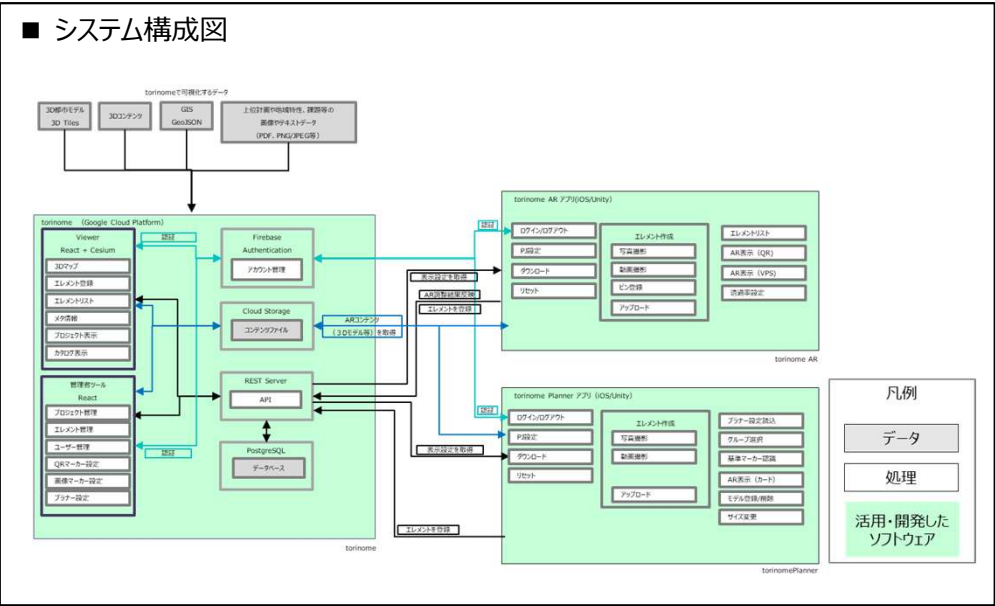 ■ システム構成図
torinomeで可視化するデータ
3D都市モデル
3D Tiles
3Dコンテンツ
GIS
GeoJSON
上位計画や地域特性、課題等の
画像やテキストデータ
(PDF、PNG/JPEG等)
torinome (Google Cloud Platform)
Viewer
React + Cesium
3Dマップ
エレメント登録
エレメントリスト
メタ情報
プロジェクト表示
カタログ表示
管理者ツール
React
プロジェクト管理
エレメント管理
ユーザー管理
QRマーカー設定
画像マーカー設定
プラナー設定
認証
認証
Firebase
Authentication
アカウント管理
Cloud Storage
コンテンツファイル
REST Server
API
PostgreSQL
データベース
torinome
認証
表示設定を取得
AR調整結果反映
エレメントを登録
ARコンテンツ
(3Dモデル等)を取得
認証
表示設定を取得
エレメントを登録
torinome AR アプリ(iOS/Unity)
ログイン/ログアウト
PJ設定
ダウンロード
リセット
エレメント作成
写真撮影
動画撮影
ピン登録
アップロード
エレメントリスト
AR表示 (QR)
AR表示 (VPS)
透過率設定
torinome AR
torinome Planner アプリ (iOS/Unity)
ログイン/ログアウト
PJ設定
ダウンロード
リセット
エレメント作成
写真撮影
動画撮影
アップロード
プラナー設定読込
グループ選択
基準マーカー認識
AR表示 (カード)
モデル登録/削除
サイズ変更
torinomePlanner
凡例
データ
処理
活用・開発した
ソフトウェア